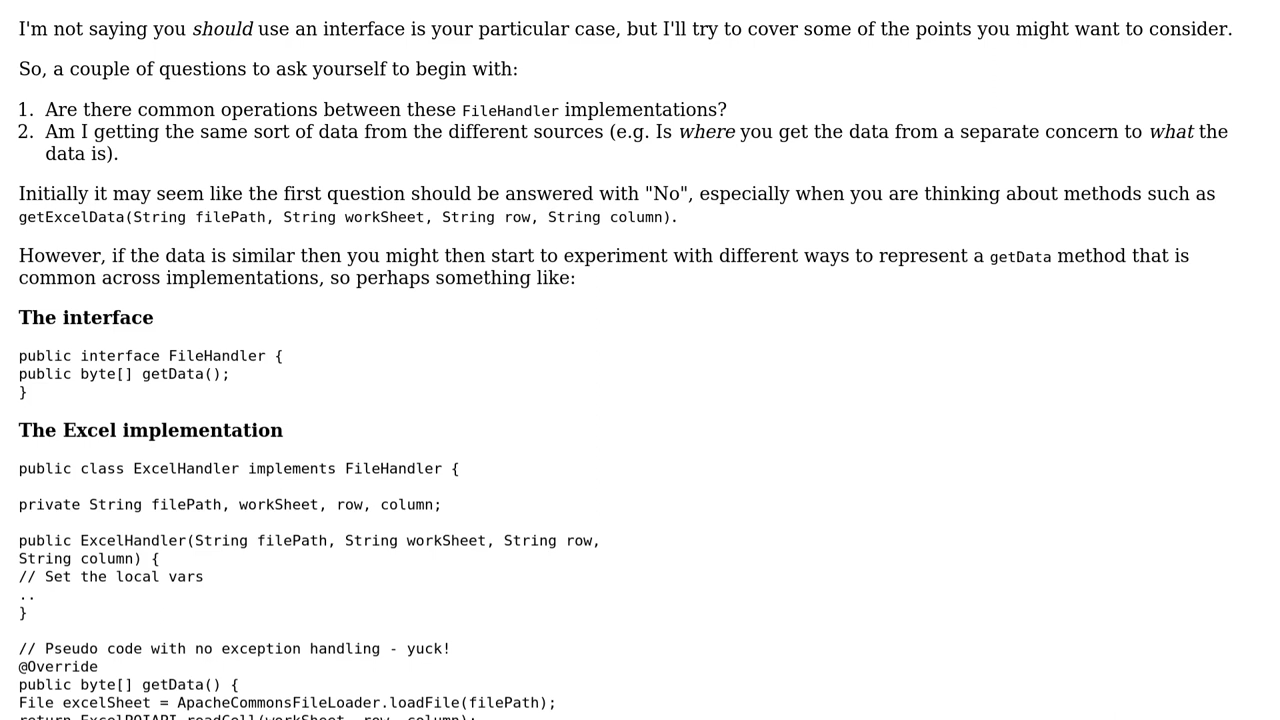 I'm not saying you should use an interface is your particular case, but I'll try to cover some of the points you might want to consider.
So, a couple of questions to ask yourself to begin with:
1. Are there common operations between these FileHandler implementations?
2. Am I getting the same sort of data from the different sources (e.g. Is where you get the data from a separate concern to what the
data is).
Initially it may seem like the first question should be answered with "No", especially when you are thinking about methods such as
getExcelData(String filePath, String workSheet, String row, String column).
However, if the data is similar then you might then start to experiment with different ways to represent a getData method that is
common across implementations, so perhaps something like:
The interface
public interface FileHandler {
public byte[] getData();
}
The Excel implementation
public class ExcelHandler implements FileHandler {
private String filePath, workSheet, row, column;
public ExcelHandler(String filePath, String workSheet, String row,
String column) {
// Set the local vars
..
}
// Pseudo code with no exception handling - yuck!
@Override
public byte[] getData() {
File excelSheet = ApacheCommonsFileLoader.loadFile(filePath);
return ExcelPOIAPI.readCell(workSheet, row, column);